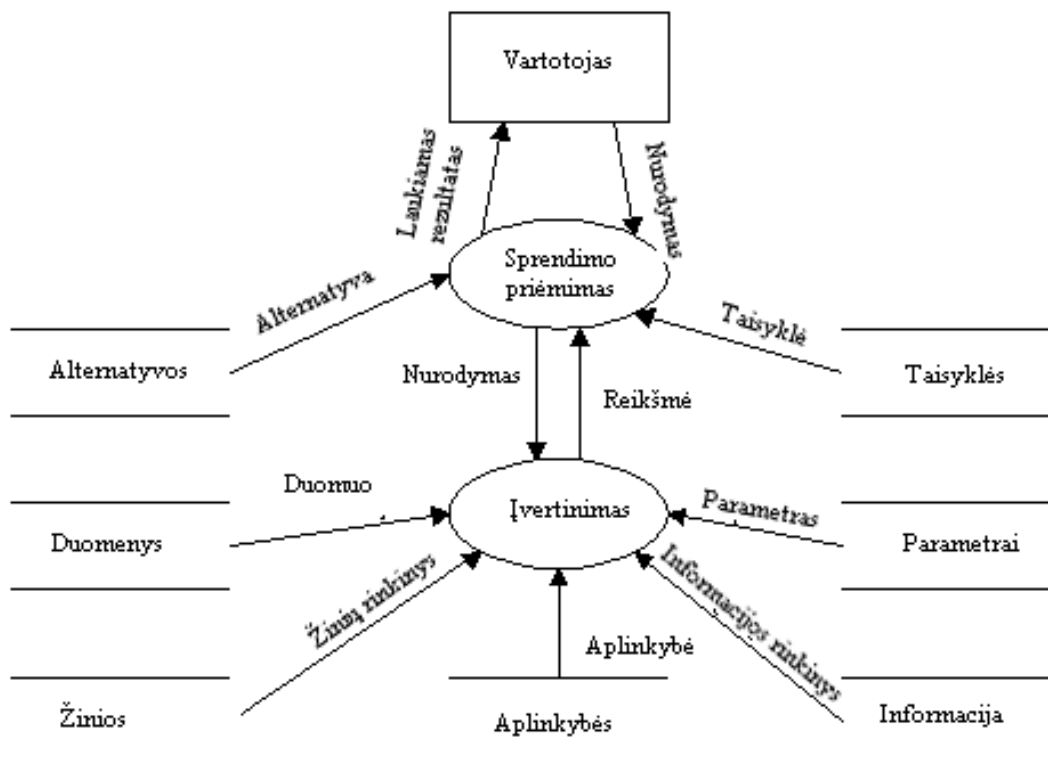 Vartotojas
Laukiamas
rezultatas
Nurodymas
Sprendimo
priėmimas
Alternatyva
Taisyklė
Alternatyvos
Nurodymas
Reikšmė
Taisyklės
Duomuo
Įvertinimas
Parametras
Duomenys
Parametrai
Žinių rinkinys
Informacijos rinkinys
Aplinkybė
Žinios
Aplinkybės
Informacija